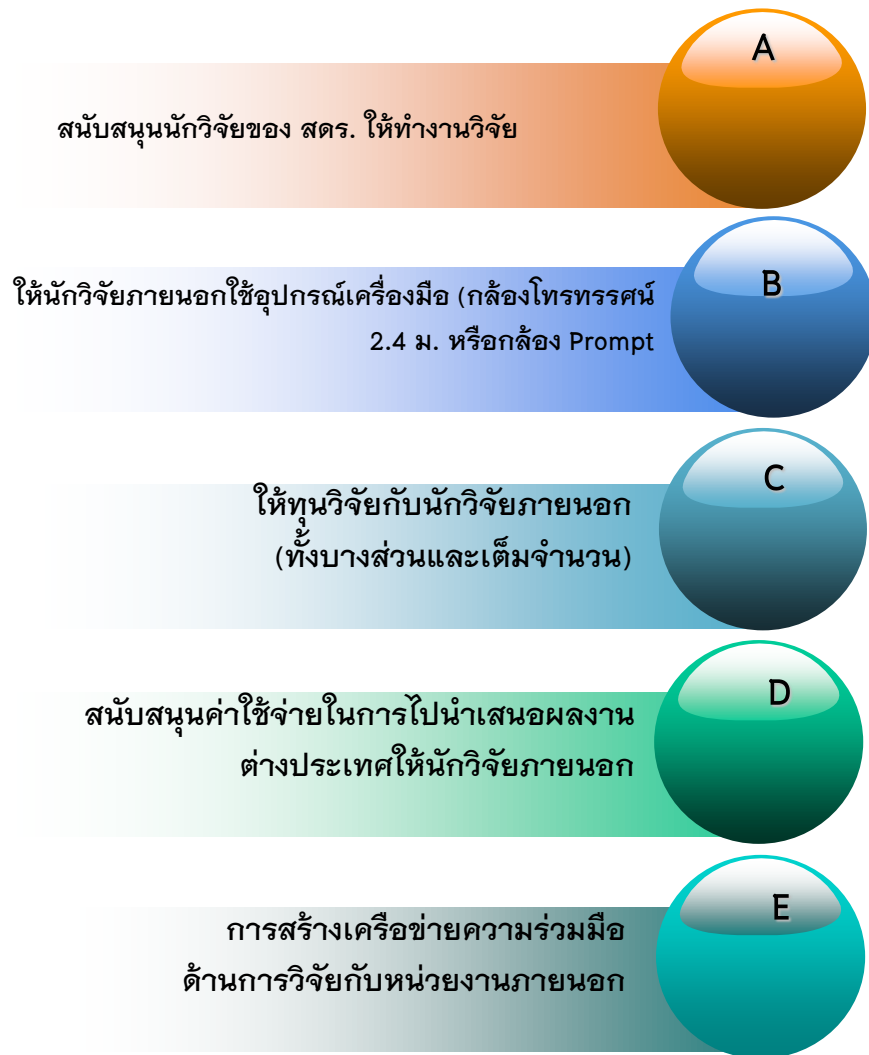 A
สนับสนุนนักวิจัยของ สดร. ให้ทำงานวิจัย
B
ให้นักวิจัยภายนอกใช้อุปกรณ์เครื่องมือ (กล้องโทรทรรศน์
2.4 ม. หรือกล้อง Prompt
C
ให้ทุนวิจัยกับนักวิจัยภายนอก
(ทั้งบางส่วนและเต็มจำนวน)
D
สนับสนุนค่าใช้จ่ายในการไปนำเสนอผลงาน
ต่างประเทศให้นักวิจัยภายนอก
E
การสร้างเครือข่ายความร่วมมือ
ด้านการวิจัยกับหน่วยงานภายนอก